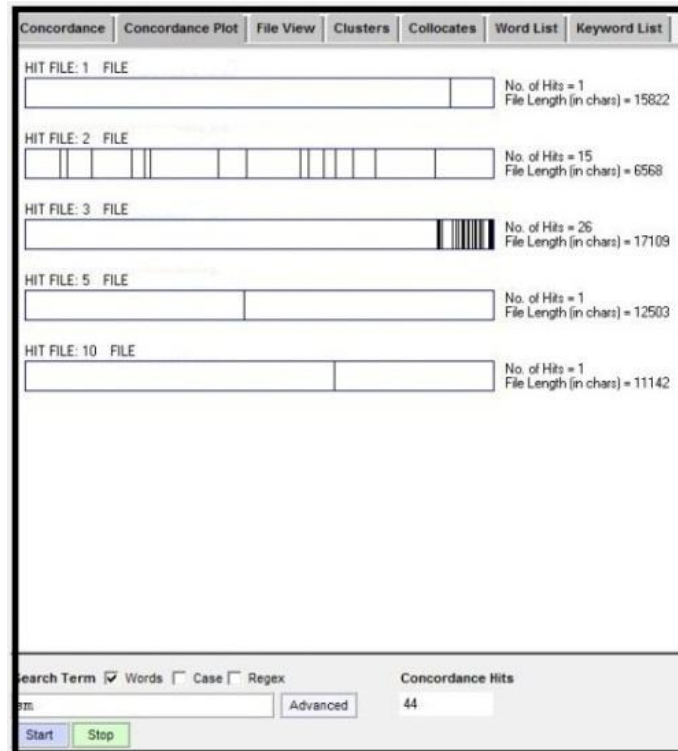 Concordance Concordance Plot File View Clusters Collocates Word List Keyword List
HIT FILE: 1 FILE
No. of Hits = 1
File Length (in chars) = 15822
HIT FILE: 2 FILE
No. of Hits = 15
File Length (in chars) = 6568
HIT FILE: 3 FILE
No. of Hits = 26
File Length (in chars) = 17109
HIT FILE: 5 FILE
No. of Hits = 1
File Length (in chars) = 12503
HIT FILE: 10 FILE
No. of Hits = 1
File Length (in chars) = 11142
Search Term Words Case Regex Concordance Hits
Advanced 44
Start Stop